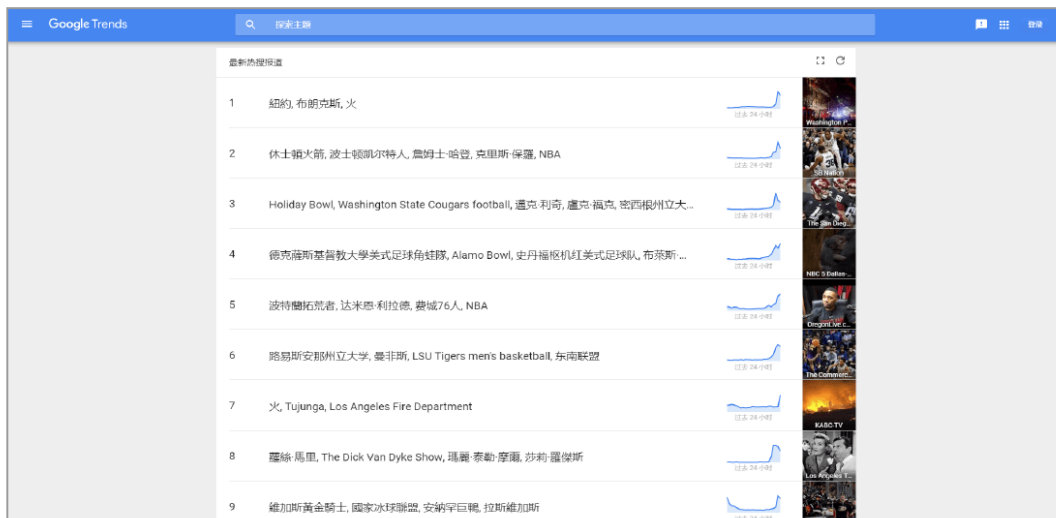 Google Trends
探索主题
登录
最新热搜报道
1 紐約, 布朗克斯, 火
过去 24 小时
Washington P...
2 休士頓火箭, 波士顿凯尔特人, 詹姆士·哈登, 克里斯·保羅, NBA
过去 24 小时
SB Nation
3 Holiday Bowl, Washington State Cougars football, 邁克·利奇, 盧克·福克, 密西根州立大...
过去 24 小时
The San Dieg...
4 德克薩斯基督教大學美式足球角蛙隊, Alamo Bowl, 史丹福枢机红美式足球队, 布萊斯·...
过去 24 小时
NBC 5 Dallas-...
5 波特蘭拓荒者, 达米恩·利拉德, 费城76人, NBA
过去 24 小时
OregonLive.c...
6 路易斯安那州立大学, 曼非斯, LSU Tigers men's basketball, 东南联盟
过去 24 小时
The Commerc...
7 火, Tujunga, Los Angeles Fire Department
过去 24 小时
KABC-TV
8 蘿絲·馬里, The Dick Van Dyke Show, 瑪麗·泰勒·摩爾, 莎莉·羅傑斯
过去 24 小时
Los Angeles T...
9 維加斯黃金騎士, 國家冰球聯盟, 安納罕巨鴨, 拉斯維加斯